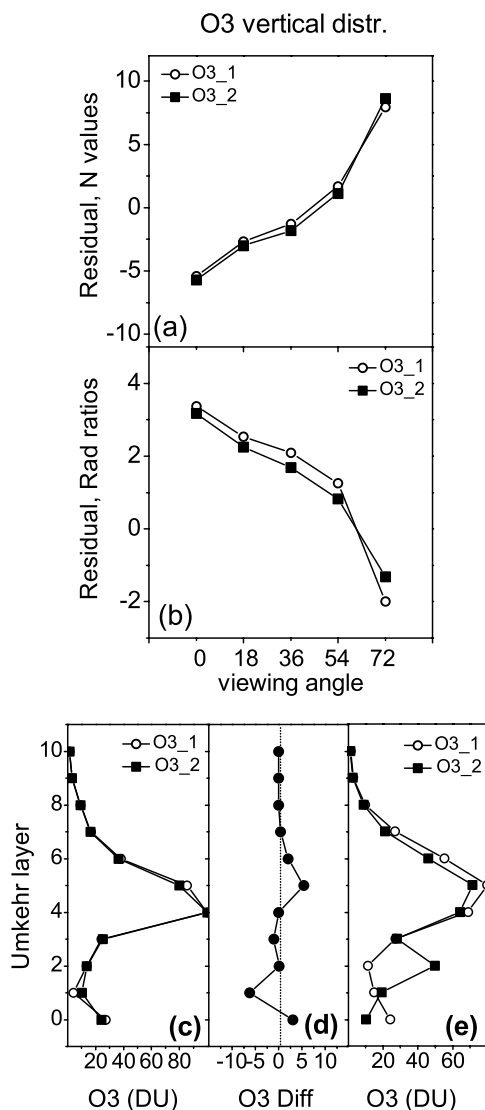 O3 vertical distr.
Residual, N values
10
5
0
-5
-10
O3_1
O3_2
(a)
Residual, Rad ratios
4
2
0
-2
O3_1
O3_2
(b)
0 18 36 54 72
viewing angle
Umkehr layer
10
8
6
4
2
0
O3_1
O3_2
(c)
(d)
O3_1
O3_2
(e)
20 40 60 80
-10 -5 0 5 10
20 40 60
O3 (DU)
O3 Diff
O3 (DU)